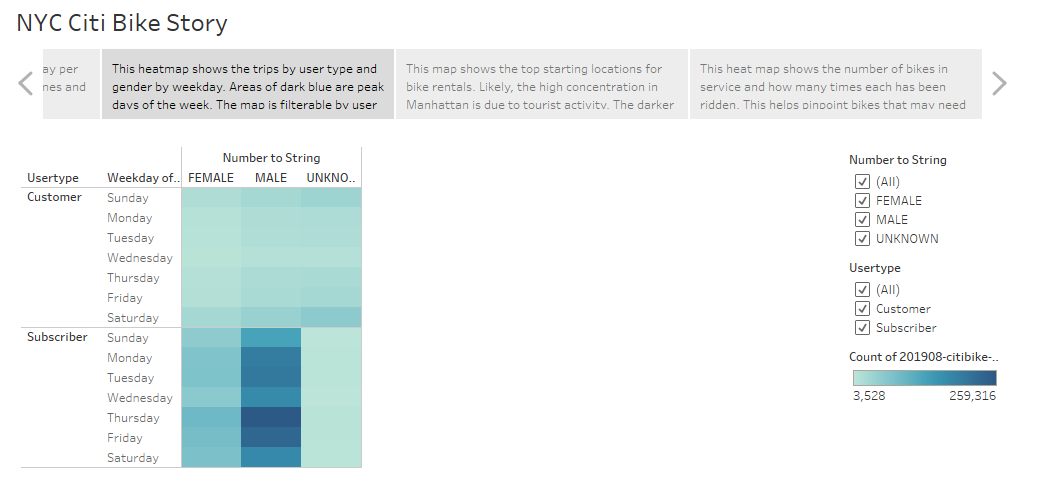 NYC Citi Bike Story
ay per
nes and
This heatmap shows the trips by user type and
gender by weekday. Areas of dark blue are peak
days of the week. The map is filterable by user
This map shows the top starting locations for
bike rentals. Likely, the high concentration in
Manhattan is due to tourist activity. The darker
This heat map shows the number of bikes in
service and how many times each has been
ridden. This helps pinpoint bikes that may need
Number to String
Usertype Weekday of.. FEMALE MALE UNKNO..
Customer Sunday
Monday
Tuesday
Wednesday
Thursday
Friday
Saturday
Subscriber Sunday
Monday
Tuesday
Wednesday
Thursday
Friday
Saturday
Number to String
(All)
FEMALE
MALE
UNKNOWN
Usertype
(All)
Customer
Subscriber
Count of 201908-citibike-..
3,528 259,316